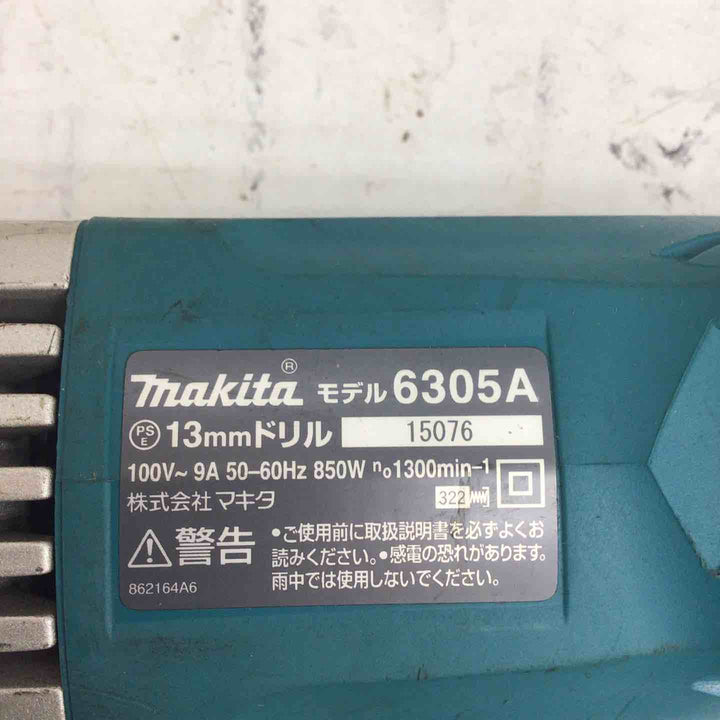 makita® モデル 6305A
PSE 13mmドリル 15076
100V~ 9A 50-60Hz 850W n₀1300min-1
株式会社 マキタ 322
⚠警告 •ご使用前に取扱説明書を必ずよくお
読みください。•感電の恐れがあります。
雨中では使用しないでください。
862164A6